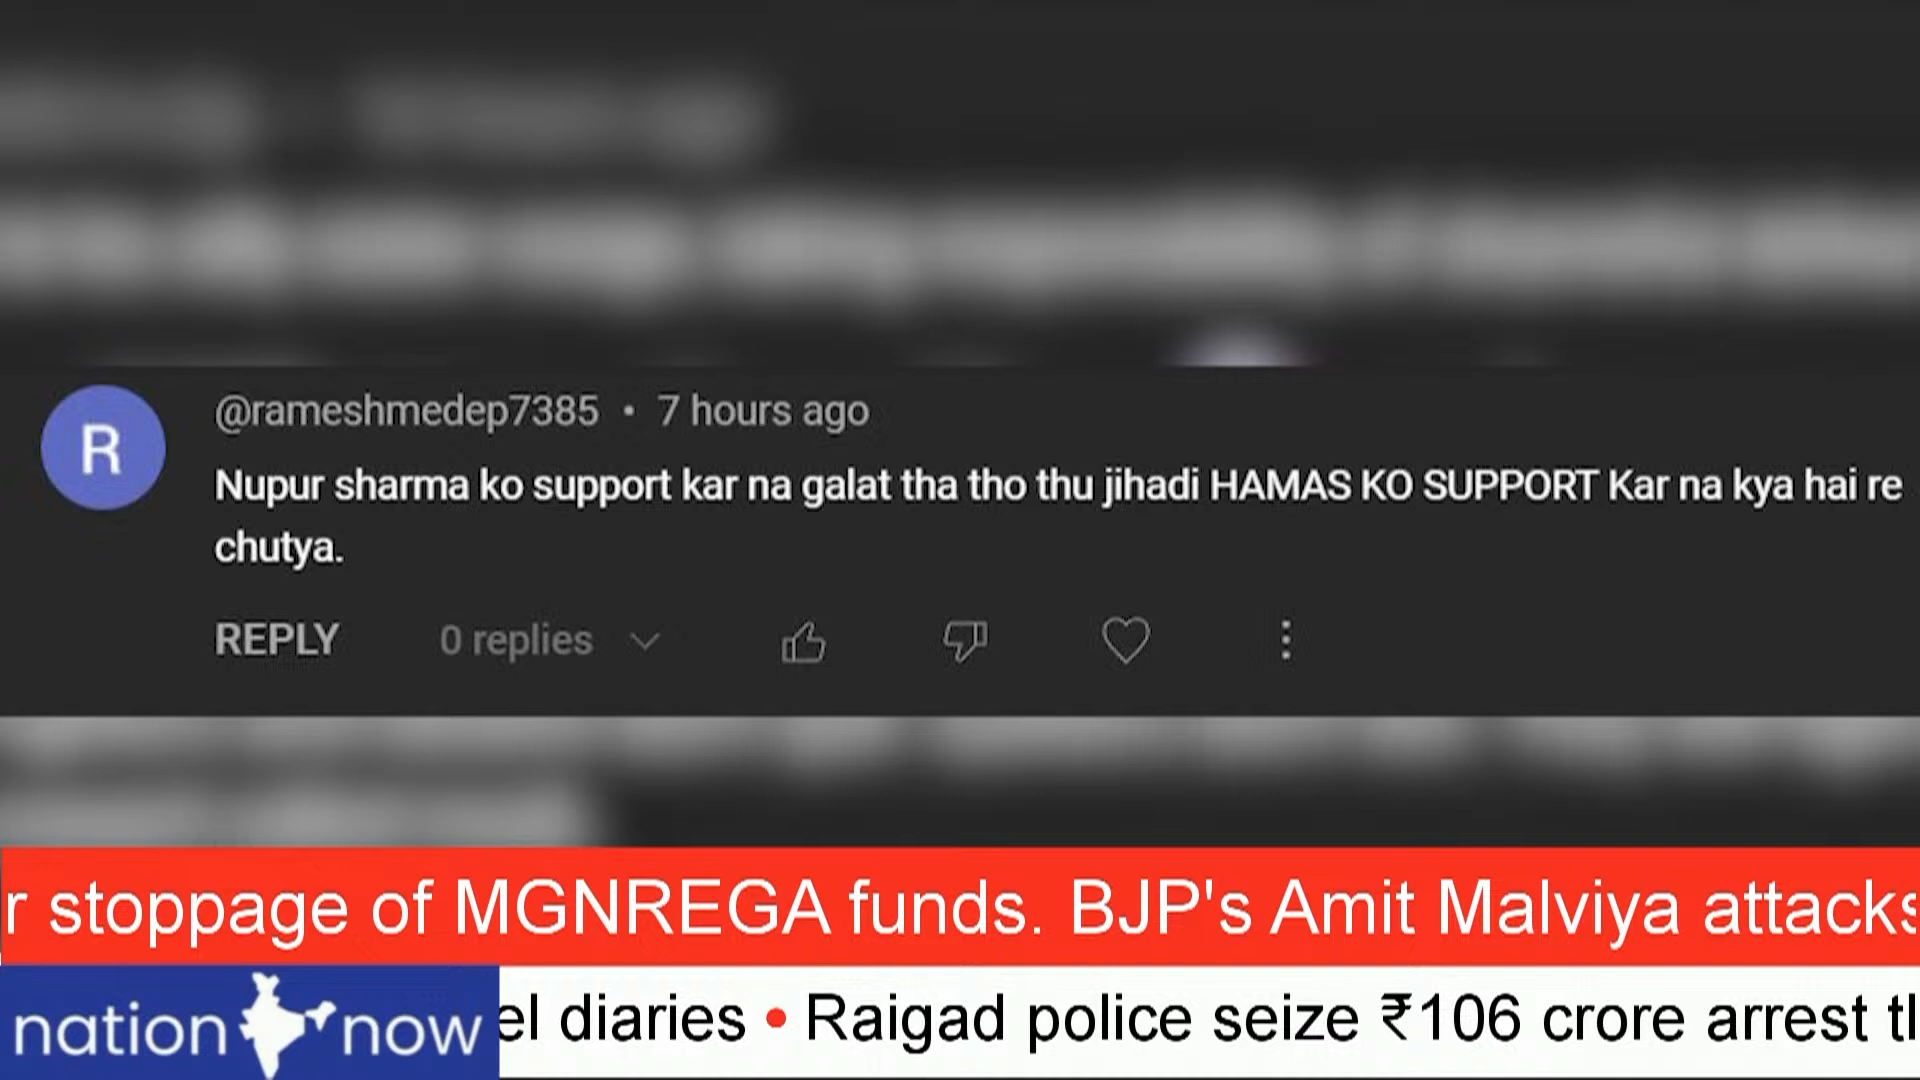 @rameshmedep7385 • 7 hours ago
Nupur sharma ko support kar na galat tha tho thu jihadi HAMAS KO SUPPORT Kar na kya hai re
chutya.
REPLY 0 replies
r stoppage of MGNREGA funds. BJP's Amit Malviya attacks
nation now
el diaries • Raigad police seize ₹106 crore arrest
R